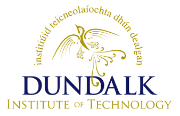 institiúid teicneolaíochta dhún dealgan
DUNDALK
INSTITUTE OF TECHNOLOGY